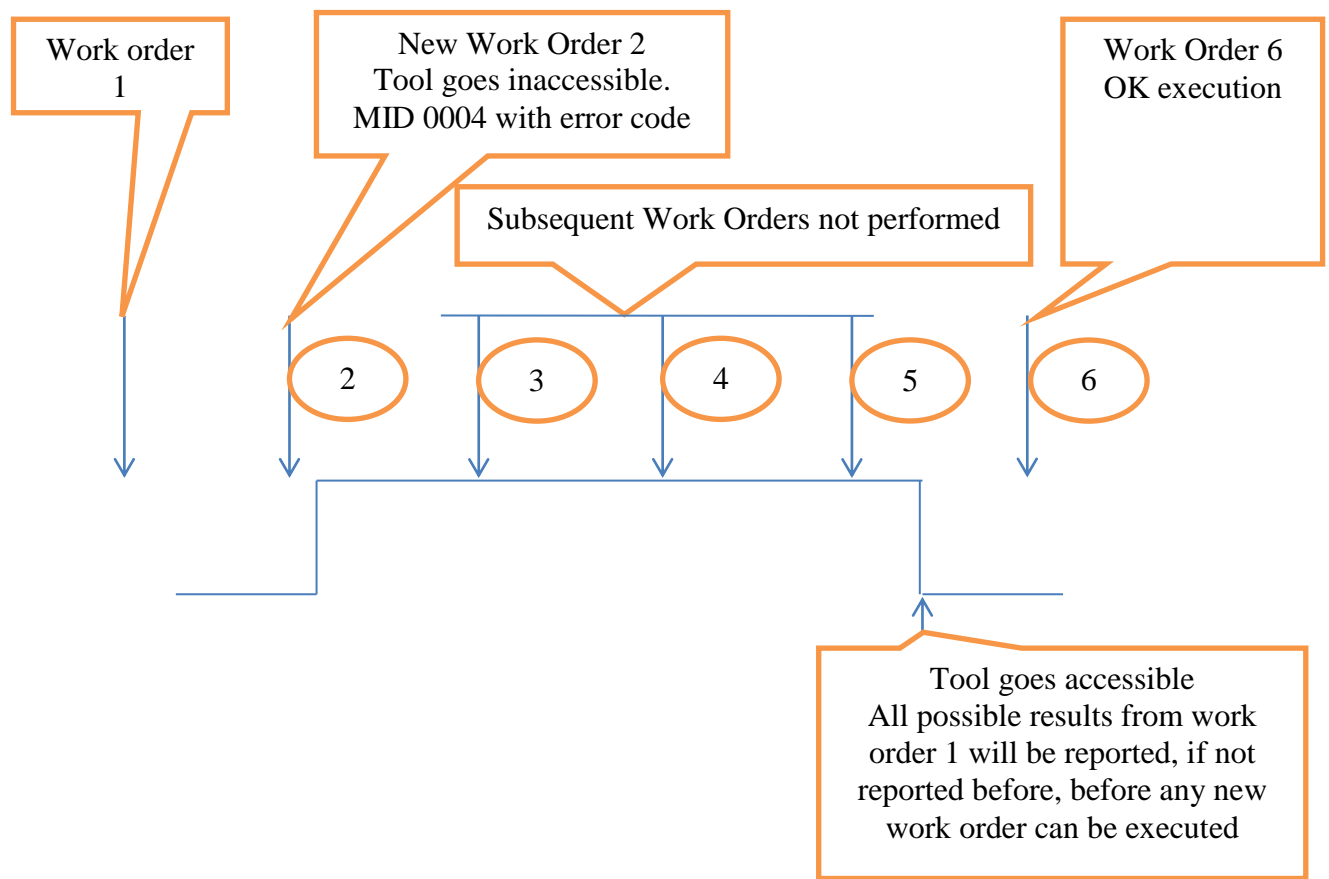 Work order
1
New Work Order 2
Tool goes inaccessible.
MID 0004 with error code
Work Order 6
OK execution
Subsequent Work Orders not performed
2
3
4
5
6
Tool goes accessible
All possible results from work
order 1 will be reported, if not
reported before, before any new
work order can be executed